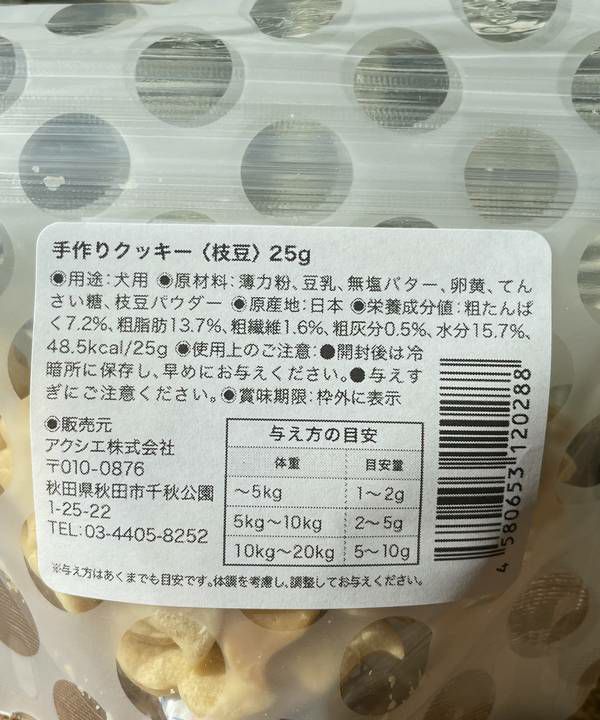 手作りクッキー〈枝豆〉25g
◉用途:犬用 ◉原材料:薄力粉、豆乳、無塩バター、卵黄、てん
さい糖、枝豆パウダー ◉原産地:日本 ◉栄養成分値:粗たんぱ
く7.2%、粗脂肪13.7%、粗繊維1.6%、粗灰分0.5%、水分15.7%、
48.5kcal/25g ◉使用上のご注意:●開封後は冷
暗所に保存し、早めにお与えください。●与えす
ぎにご注意ください。◉賞味期限:枠外に表示
◉販売元
アクシエ株式会社
〒010-0876
秋田県秋田市千秋公園
1-25-22
TEL:03-4405-8252
与え方の目安
体重 目安量
～5kg 1～2g
5kg～10kg 2～5g
10kg～20kg 5～10g
4 580653 120288
※与え方はあくまでも目安です。体調を考慮し、調整してお与えください。